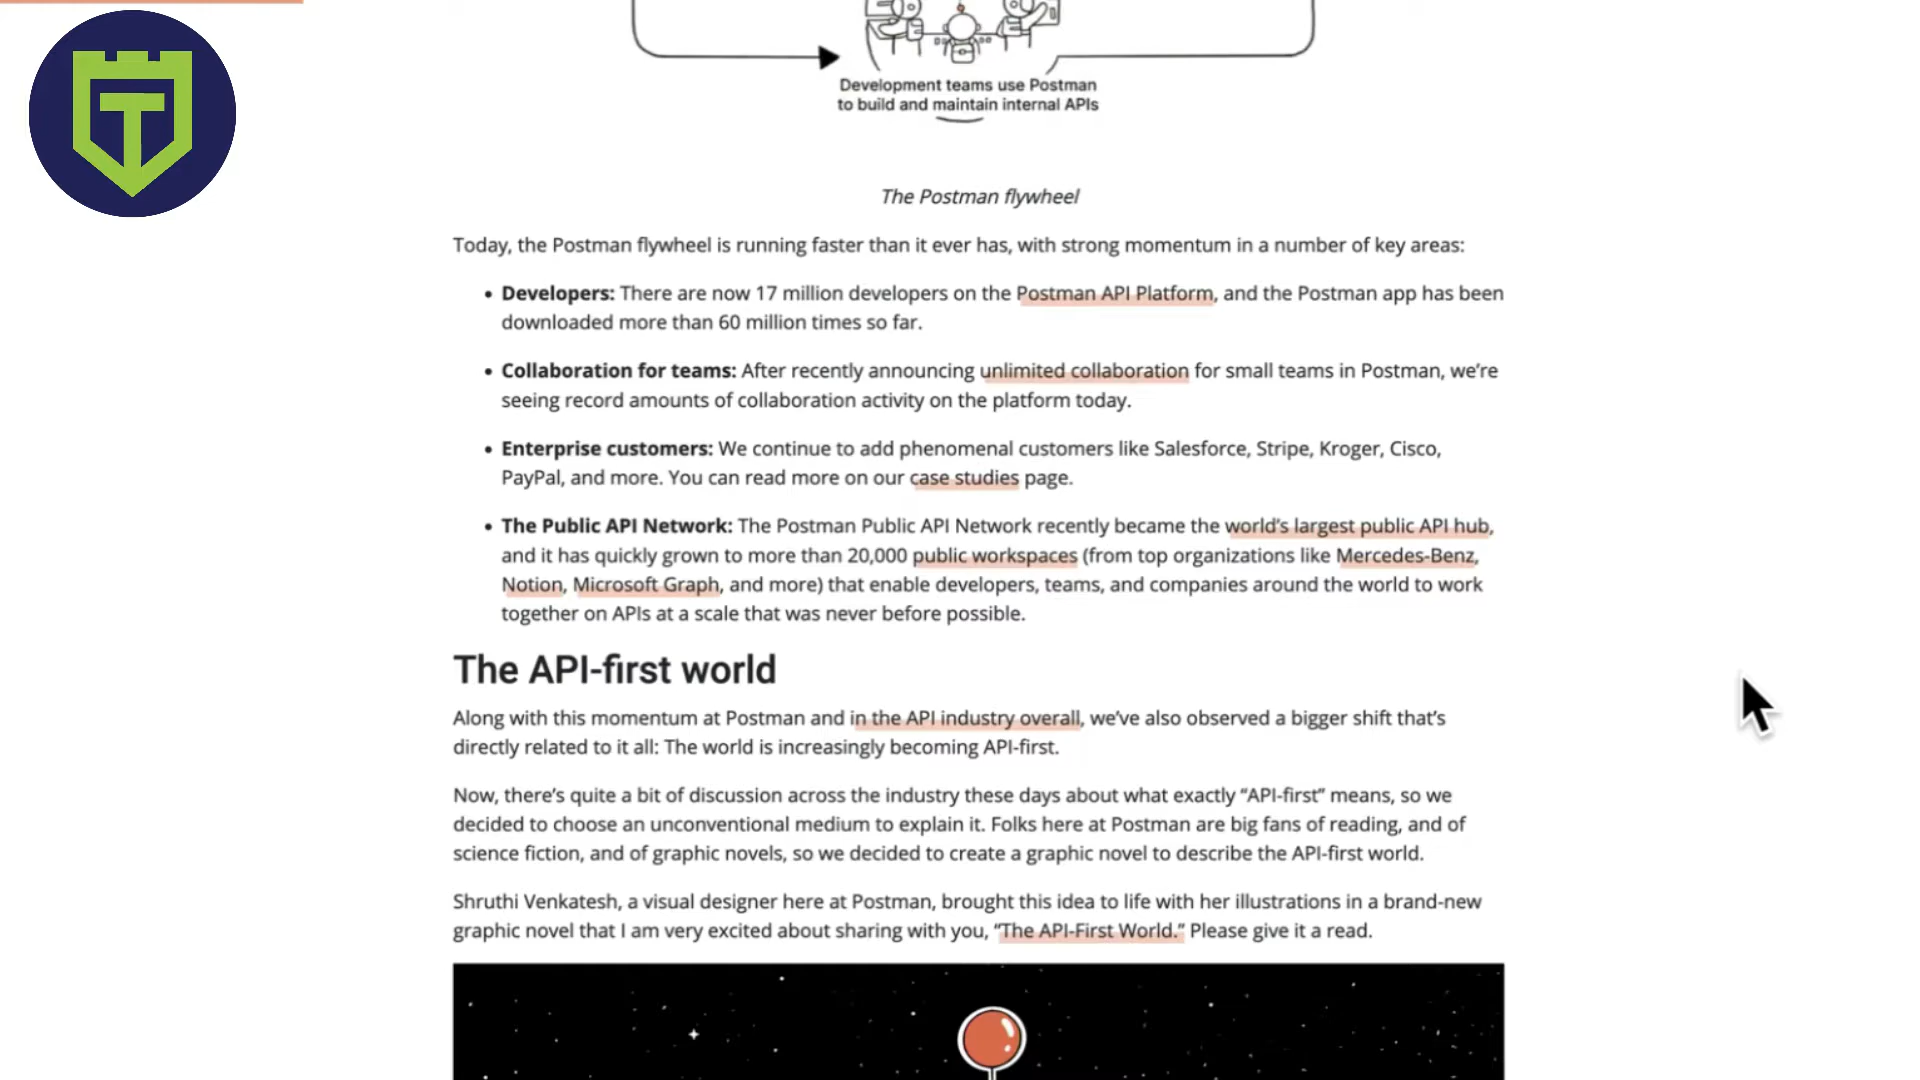 T
Development teams use Postman
to build and maintain internal APIs
The Postman flywheel
Today, the Postman flywheel is running faster than it ever has, with strong momentum in a number of key areas:
• Developers: There are now 17 million developers on the Postman API Platform, and the Postman app has been
downloaded more than 60 million times so far.
• Collaboration for teams: After recently announcing unlimited collaboration for small teams in Postman, we’re
seeing record amounts of collaboration activity on the platform today.
• Enterprise customers: We continue to add phenomenal customers like Salesforce, Stripe, Kroger, Cisco,
PayPal, and more. You can read more on our case studies page.
• The Public API Network: The Postman Public API Network recently became the world’s largest public API hub,
and it has quickly grown to more than 20,000 public workspaces (from top organizations like Mercedes-Benz,
Notion, Microsoft Graph, and more) that enable developers, teams, and companies around the world to work
together on APIs at a scale that was never before possible.
The API-first world
Along with this momentum at Postman and in the API industry overall, we’ve also observed a bigger shift that’s
directly related to it all: The world is increasingly becoming API-first.
Now, there’s quite a bit of discussion across the industry these days about what exactly “API-first” means, so we
decided to choose an unconventional medium to explain it. Folks here at Postman are big fans of reading, and of
science fiction, and of graphic novels, so we decided to create a graphic novel to describe the API-first world.
Shruthi Venkatesh, a visual designer here at Postman, brought this idea to life with her illustrations in a brand-new
graphic novel that I am very excited about sharing with you, “The API-First World.” Please give it a read.